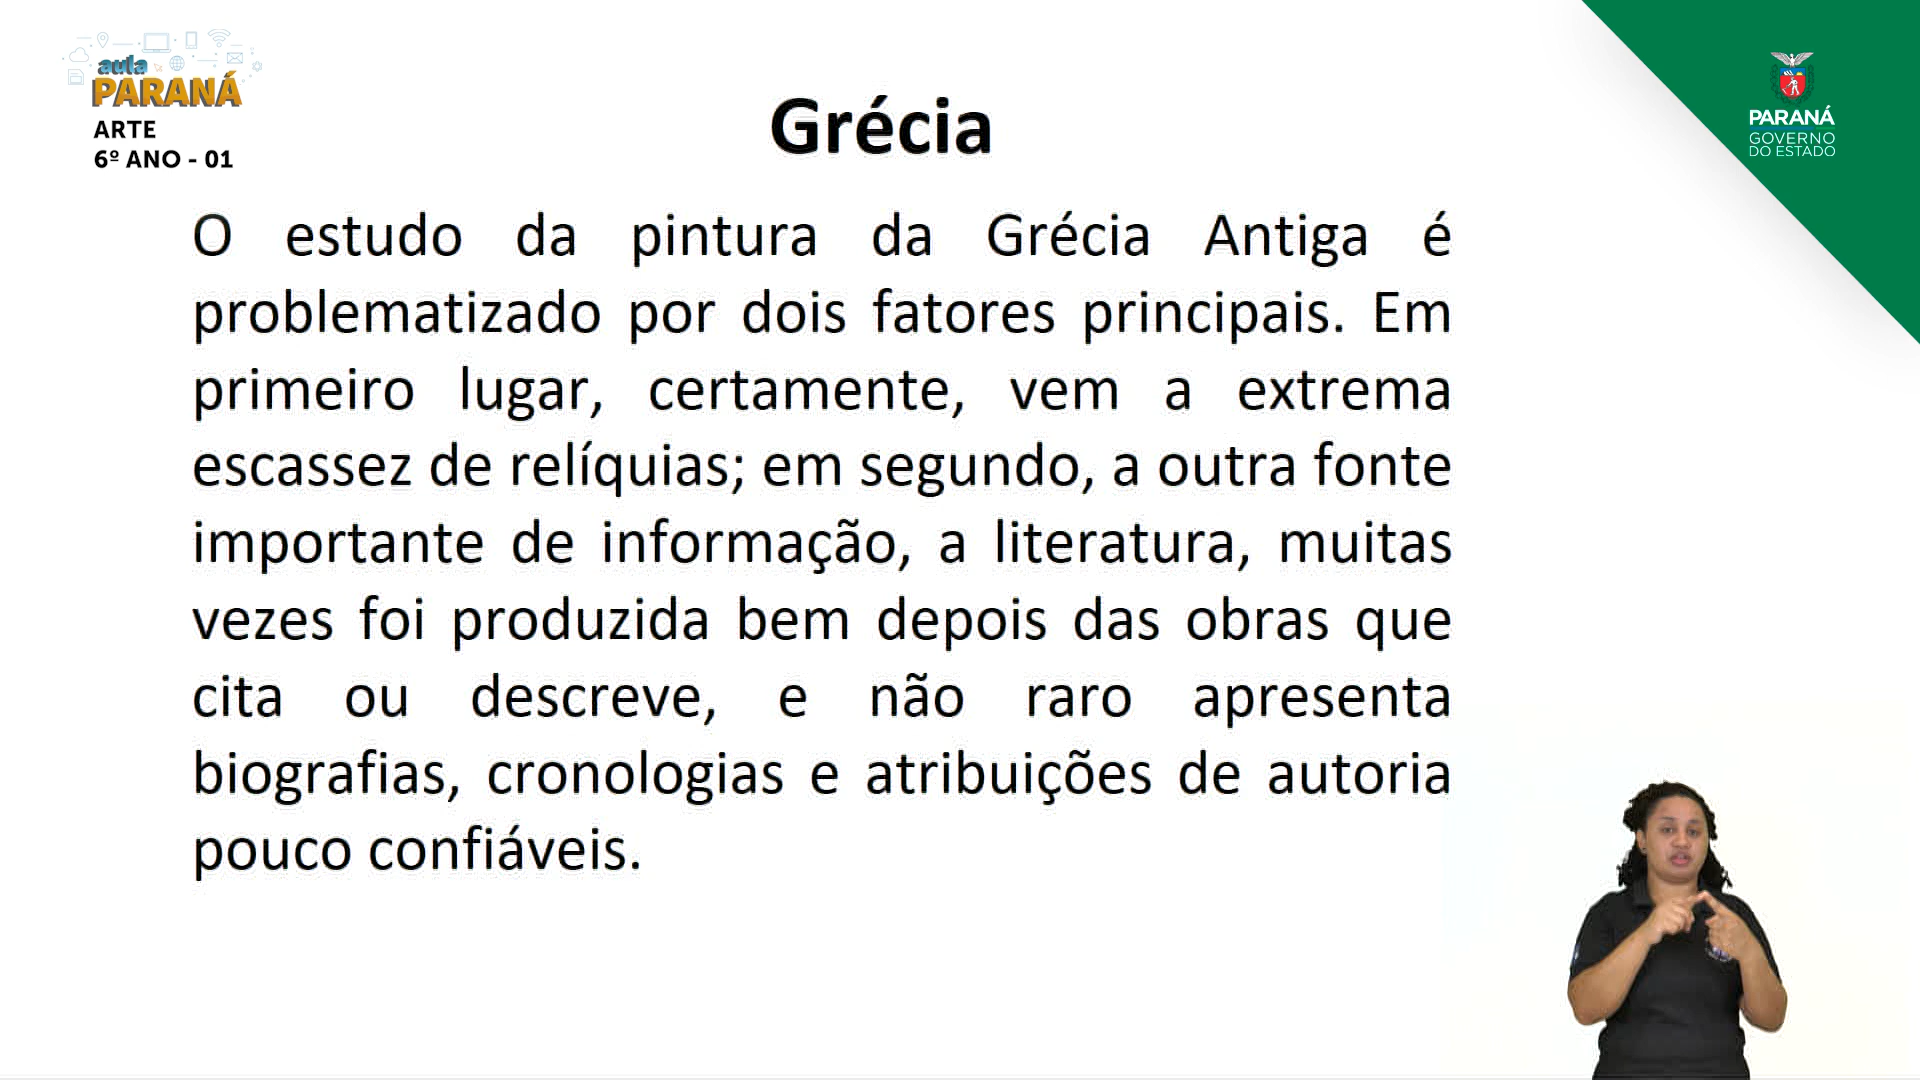 aula
PARANÁ
ARTE
6º ANO - 01
Grécia
PARANÁ
GOVERNO
DO ESTADO
O estudo da pintura da Grécia Antiga é
problematizado por dois fatores principais. Em
primeiro lugar, certamente, vem a extrema
escassez de relíquias; em segundo, a outra fonte
importante de informação, a literatura, muitas
vezes foi produzida bem depois das obras que
cita ou descreve, e não raro apresenta
biografias, cronologias e atribuições de autoria
pouco confiáveis.